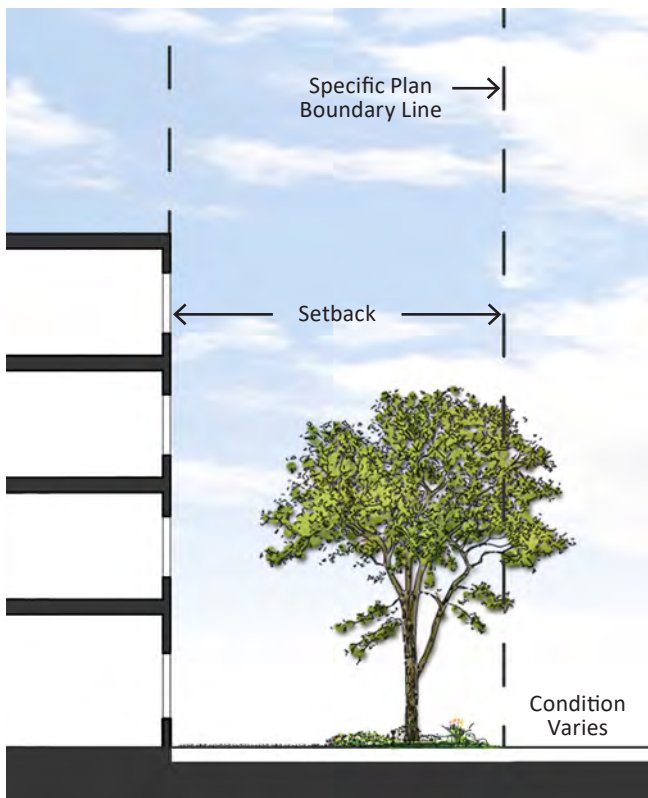 Specific Plan
Boundary Line
Setback
Condition
Varies